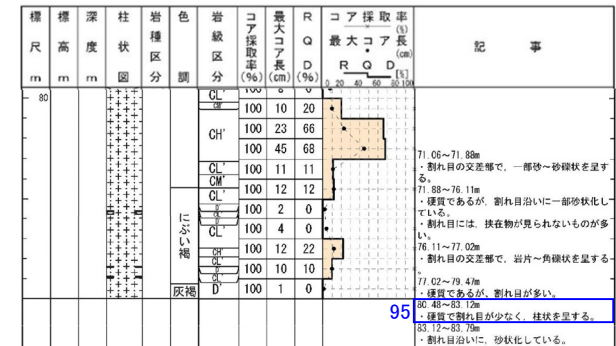 標 標 深 柱 岩 色 岩 コ 最 R コア採取率
(%)
尺 高 度 状 種区 級区 ア採取率 大コア長 Q 最大コア長
(cm)
m m m 図 分 調 分 (%) (cm) D (%) R Q D
[%]
0 20 40 60 80 100
記 事
80
CL' 100 8 0
CM' 100 10 20
CH' 100 23 66
100 45 68
CL' 100 11 11
CM'
CL' 100 12 12
D' 100 2 0
CL'
D'
CL' 100 4 0
CH' 100 12 22
CL'
D' 100 10 10
CL'
D' 100 1 0
にぶい褐
灰褐
71.06～71.88m
・割れ目の交差部で、一部砂～砂礫状を呈す
る。
71.88～76.11m
・硬質であるが、割れ目沿いに一部砂状化し
ている。
・割れ目には、挟在物が見られないものが多
い。
76.11～77.02m
・割れ目の交差部で、岩片～角礫状を呈する
。
77.02～79.47m
・硬質であるが、割れ目が多い。
95
80.48～83.12m
・硬質で割れ目が少なく、柱状を呈する。
83.12～83.79m
・割れ目沿いに、砂状化している。